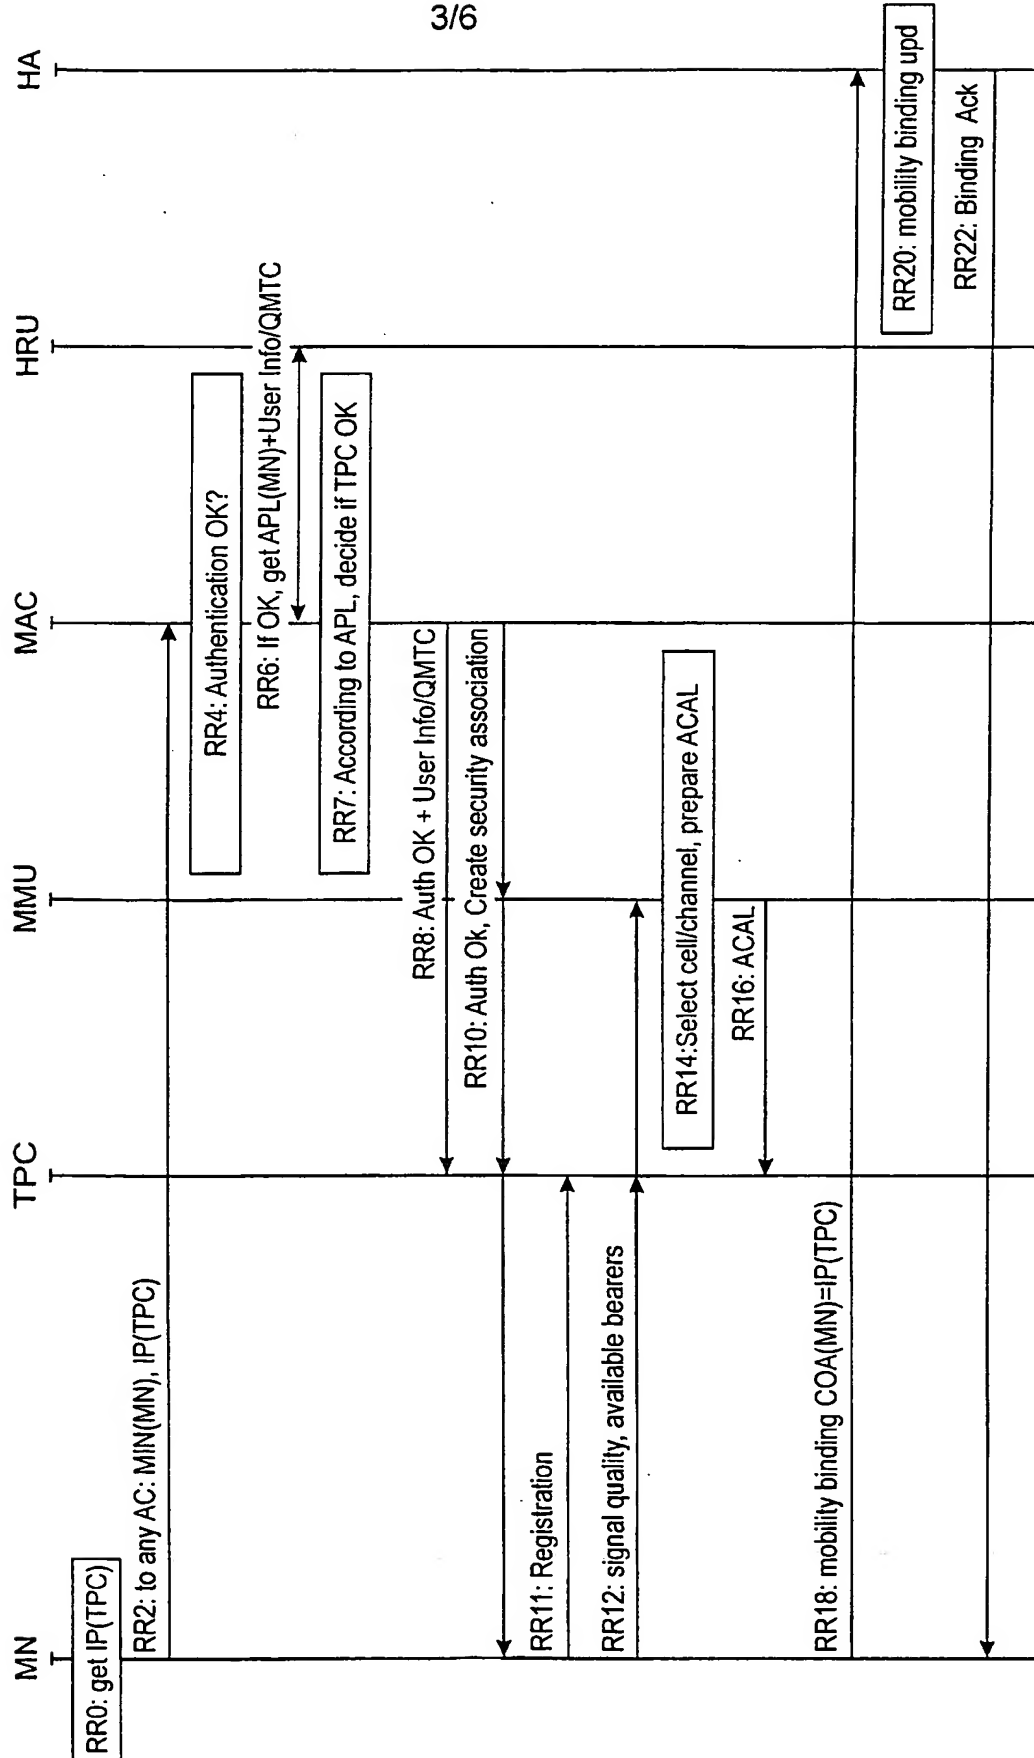 3/6
MN
TPC
MMU
MAC
HRU
HA
RR0: get IP(TPC)
RR2: to any AC: MIN(MN), IP(TPC)
RR4: Authentication OK?
RR6: If OK, get APL(MN)+User Info/QMTC
RR7: According to APL, decide if TPC OK
RR8: Auth OK + User Info/QMTC
RR10: Auth Ok, Create security association
RR11: Registration
RR12: signal quality, available bearers
RR14:Select cell/channel, prepare ACAL
RR16: ACAL
RR18: mobility binding COA(MN)=IP(TPC)
RR20: mobility binding upd
RR22: Binding Ack